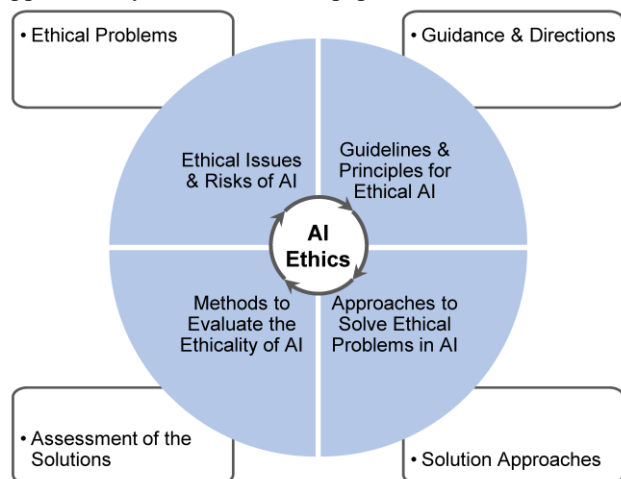 • Ethical Problems
• Guidance & Directions
Ethical Issues
& Risks of AI
Guidelines &
Principles for
Ethical AI
AI
Ethics
Methods to
Evaluate the
Ethicality of AI
Approaches to
Solve Ethical
Problems in AI
• Assessment of the
Solutions
• Solution Approaches